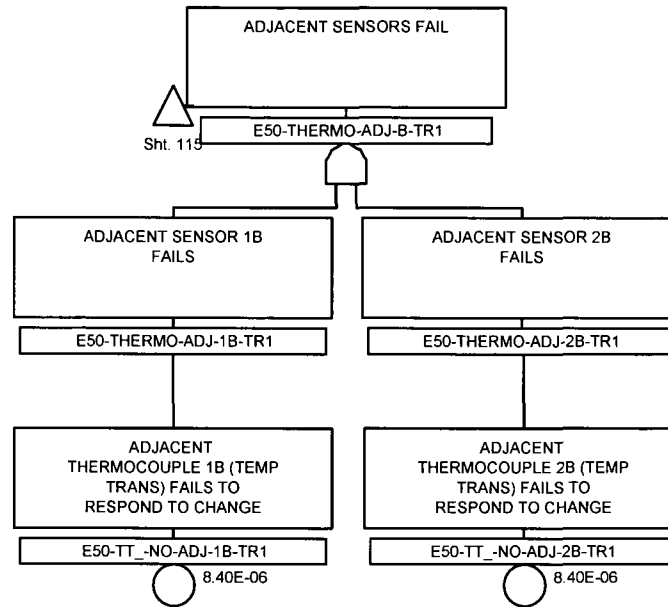 ADJACENT SENSORS FAIL
Sht. 115
E50-THERMO-ADJ-B-TR1
ADJACENT SENSOR 1B
FAILS
ADJACENT SENSOR 2B
FAILS
E50-THERMO-ADJ-1B-TR1
E50-THERMO-ADJ-2B-TR1
ADJACENT
THERMOCOUPLE 1B (TEMP
TRANS) FAILS TO
RESPOND TO CHANGE
ADJACENT
THERMOCOUPLE 2B (TEMP
TRANS) FAILS TO
RESPOND TO CHANGE
E50-TT_-NO-ADJ-1B-TR1
E50-TT_-NO-ADJ-2B-TR1
8.40E-06
8.40E-06